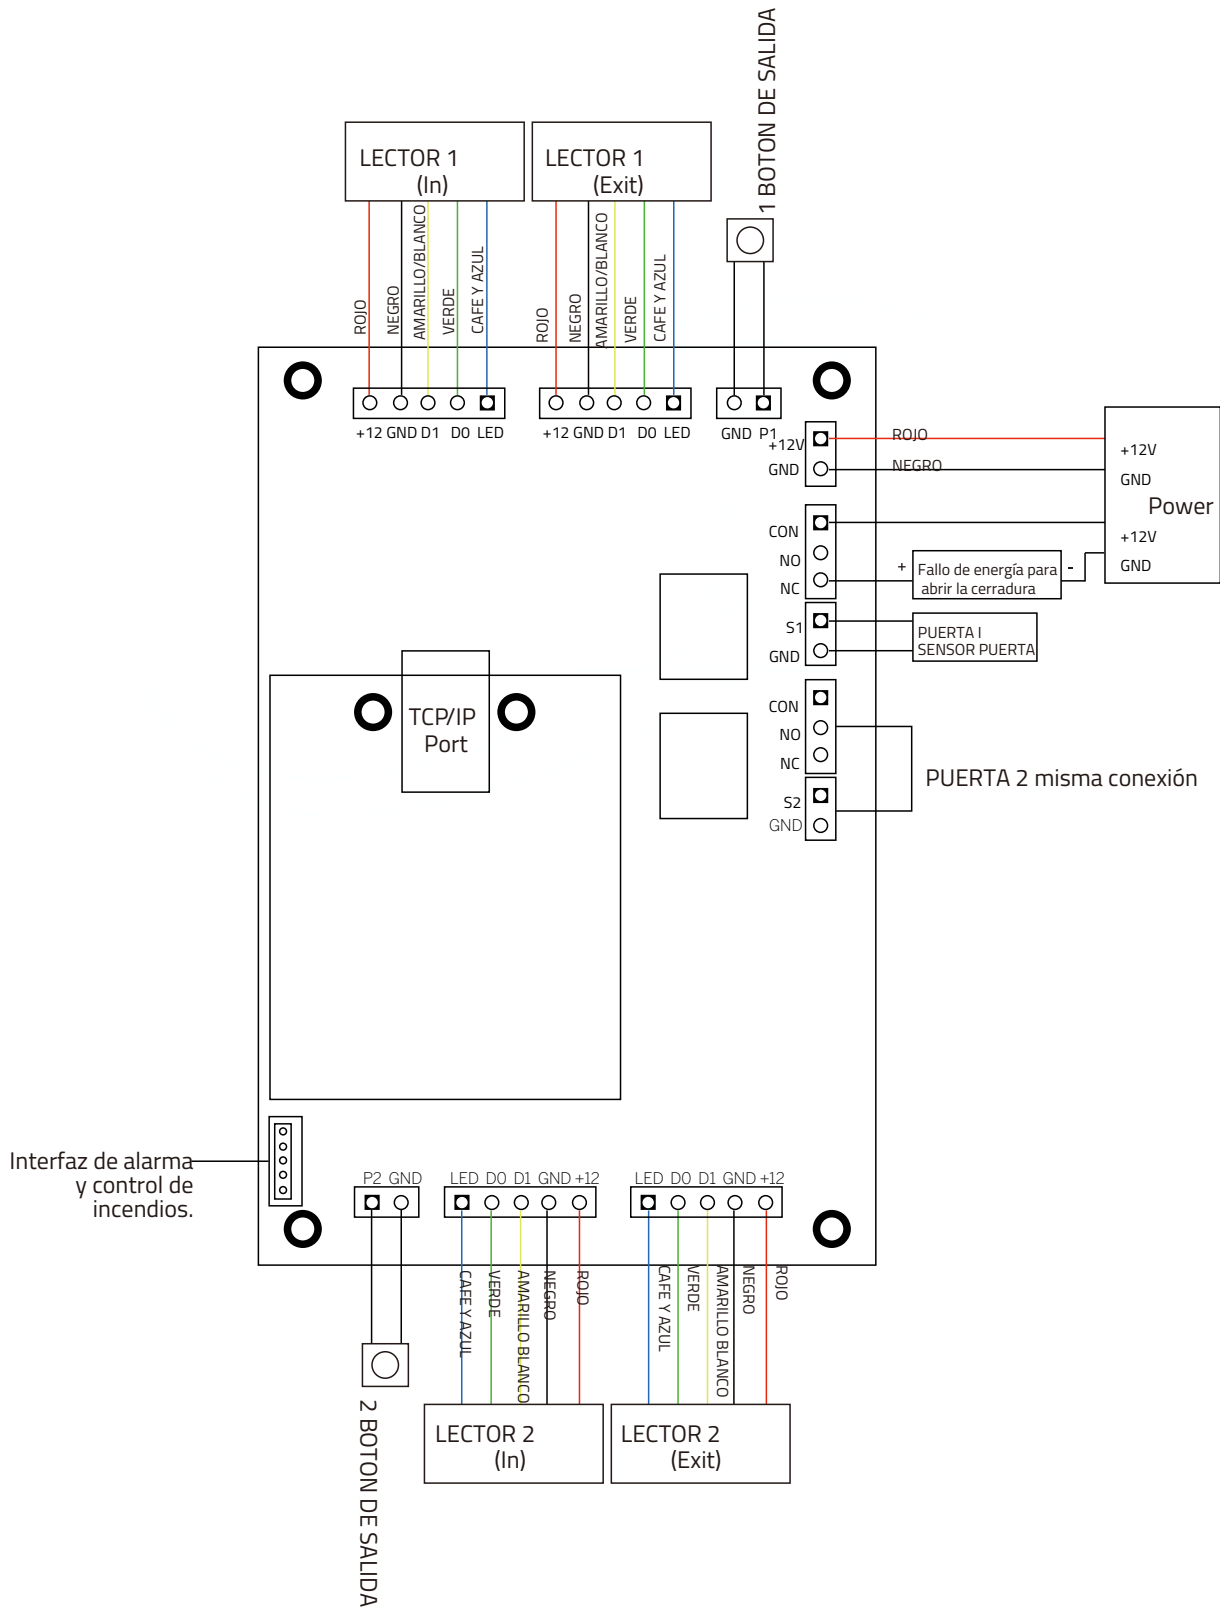 1 BOTON DE SALIDA
LECTOR 1
(In)
LECTOR 1
(Exit)
ROJO
NEGRO
AMARILLO/BLANCO
VERDE
CAFE Y AZUL
ROJO
NEGRO
AMARILLO/BLANCO
VERDE
CAFE Y AZUL
+12 GND D1 D0 LED
+12 GND D1 D0 LED
GND P1
+12V
GND
ROJO
NEGRO
+12V
GND
Power
+12V
GND
CON
NO
NC
+
Fallo de energía para
abrir la cerradura
-
S1
GND
PUERTA I
SENSOR PUERTA
CON
NO
NC
S2
GND
PUERTA 2 misma conexión
TCP/IP
Port
Interfaz de alarma
y control de
incendios.
P2 GND
LED D0 D1 GND +12
LED D0 D1 GND +12
CAFE Y AZUL
VERDE
AMARILLO BLANCO
NEGRO
ROJO
CAFE Y AZUL
VERDE
AMARILLO BLANCO
NEGRO
ROJO
LECTOR 2
(In)
LECTOR 2
(Exit)
2 BOTON DE SALIDA